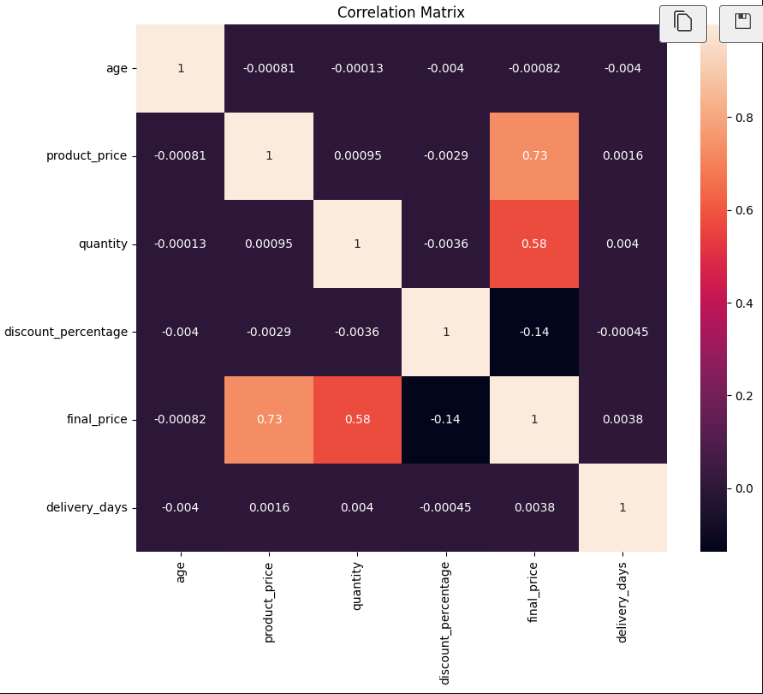 Correlation Matrix
age 1 -0.00081 -0.00013 -0.004 -0.00082 -0.004
0.8
product_price -0.00081 1 0.00095 -0.0029 0.73 0.0016
0.6
quantity -0.00013 0.00095 1 -0.0036 0.58 0.004
0.4
discount_percentage -0.004 -0.0029 -0.0036 1 -0.14 -0.00045
0.2
final_price -0.00082 0.73 0.58 -0.14 1 0.0038
0.0
delivery_days -0.004 0.0016 0.004 -0.00045 0.0038 1
age
product_price
quantity
discount_percentage
final_price
delivery_days